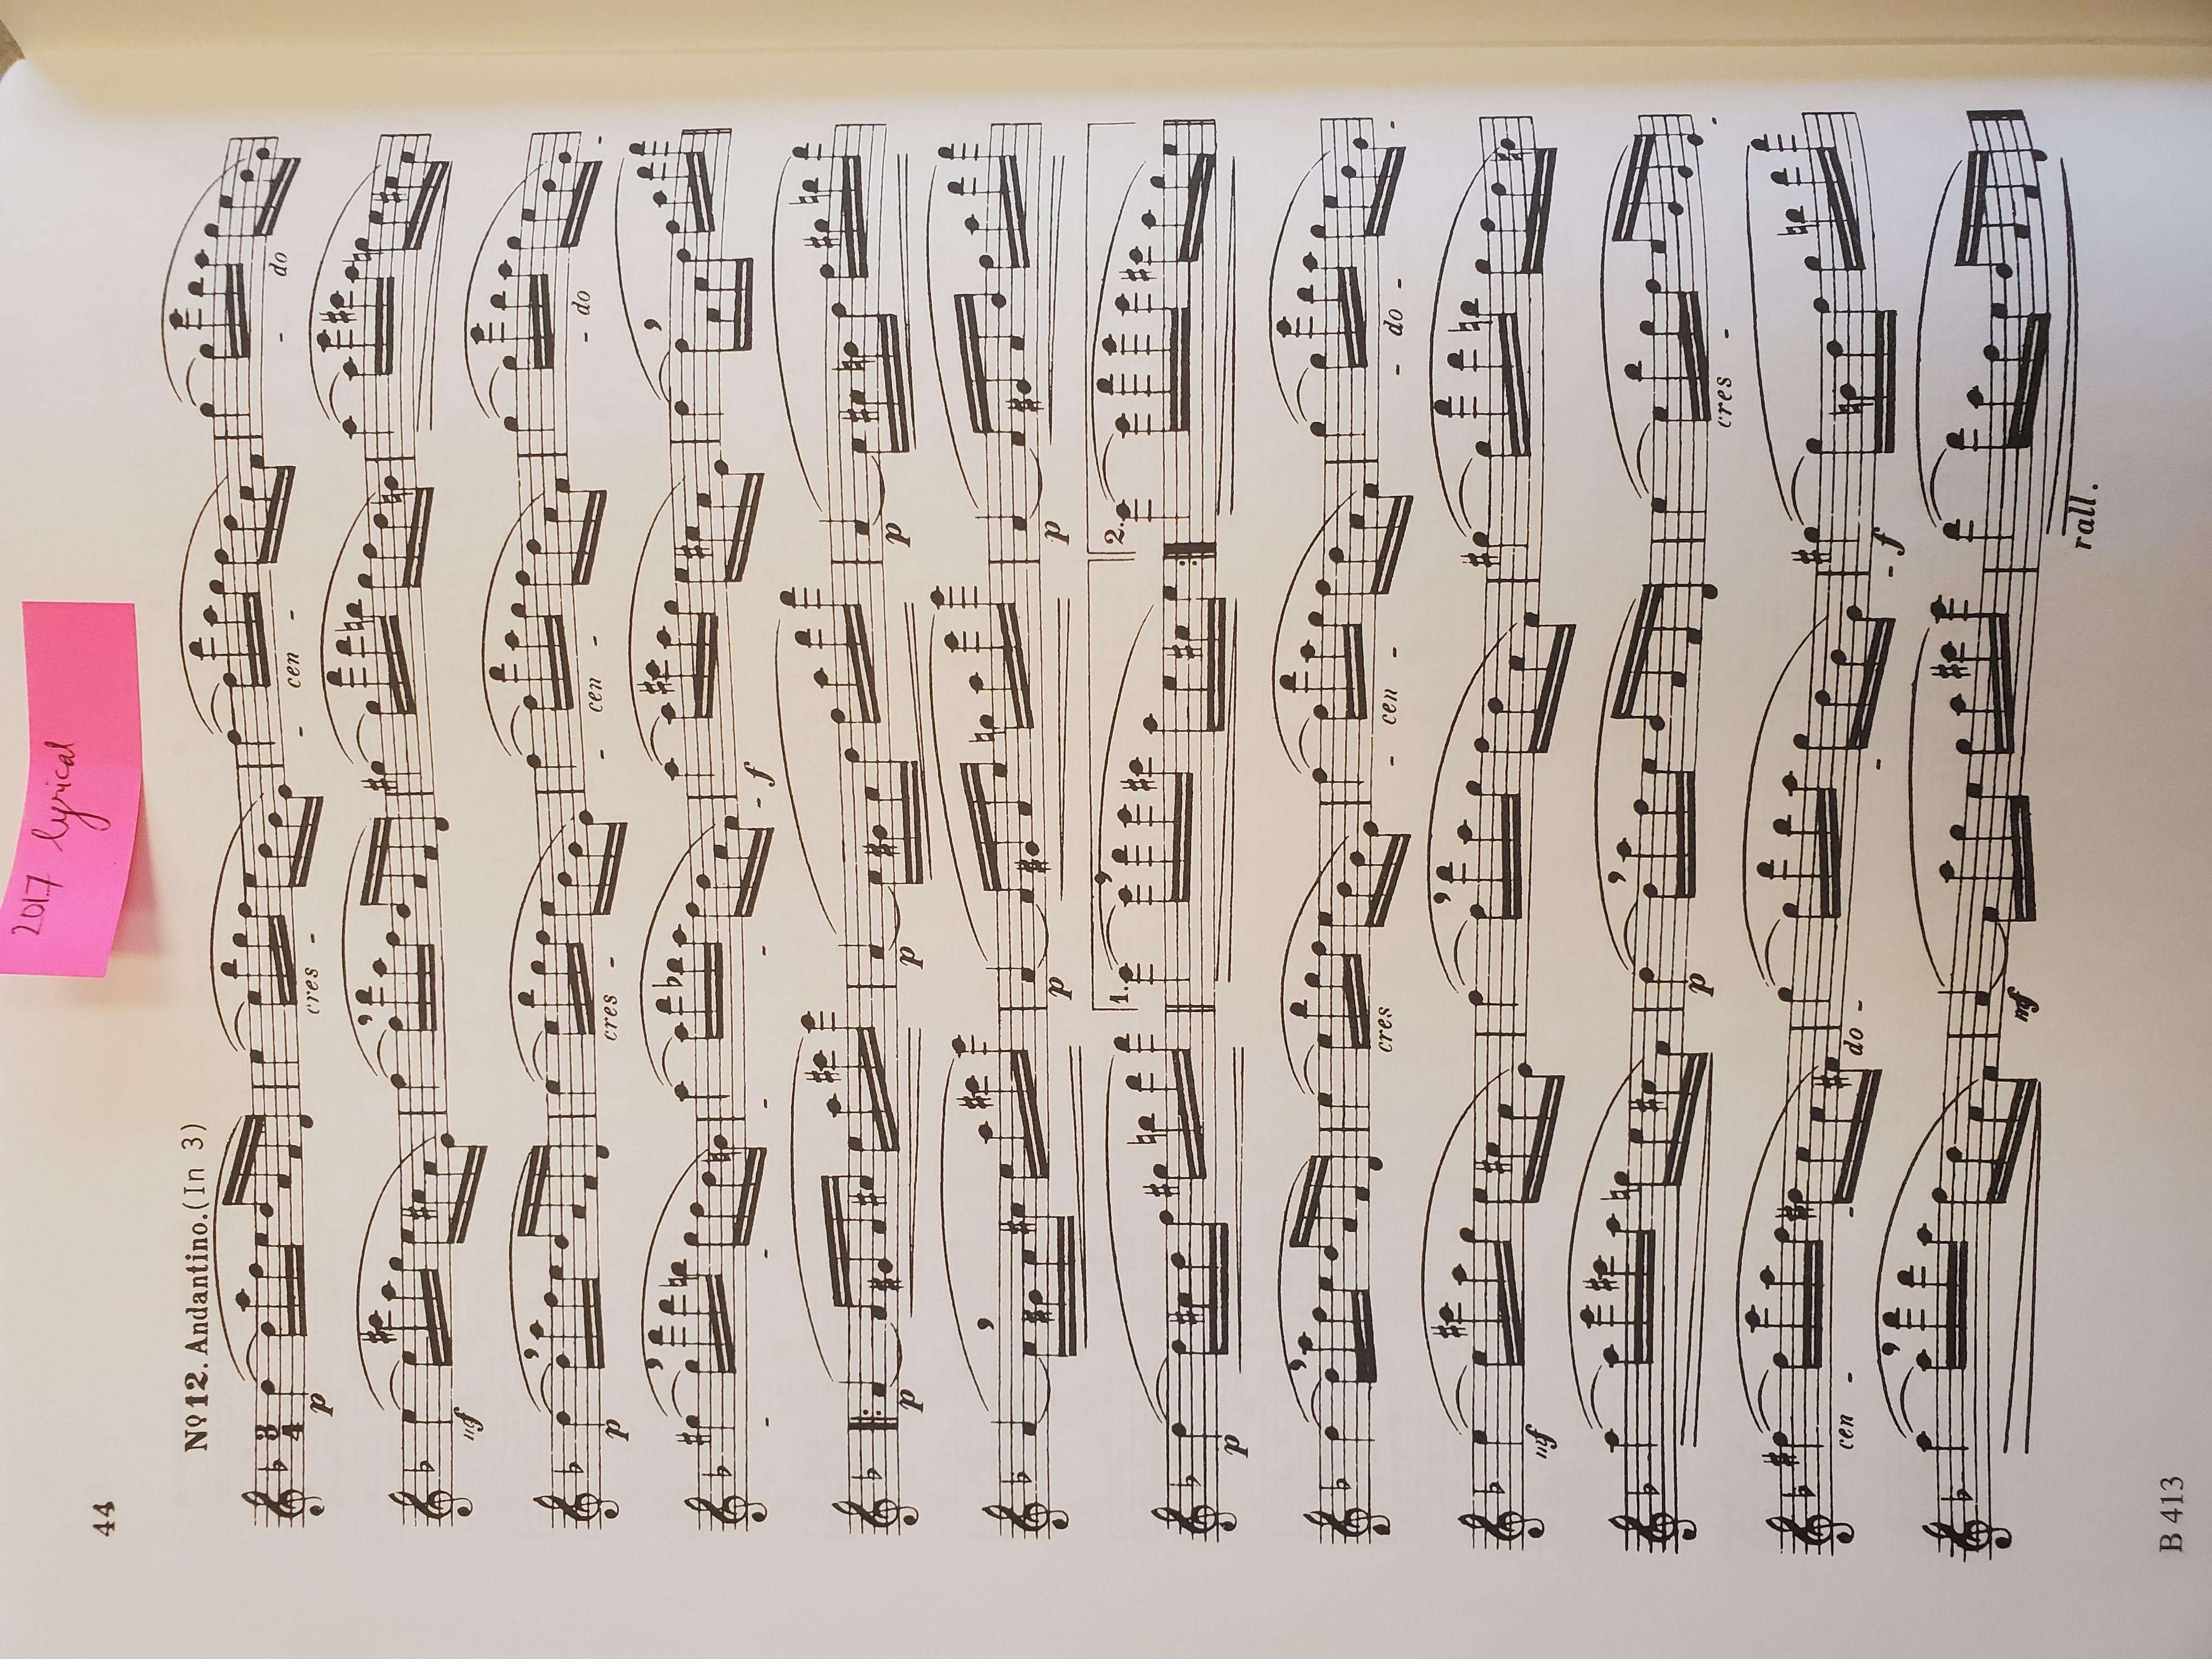 2017 lyrical
44
Nº 12. Andantino. (In 3)
3
4
p cres - - cen - - do
mf
p cres - - cen - - do -
- - - - - f
p p p
p p
p 1. 2.
cres - cen - - do - -
mf
p cres - -
cen - - do - - - f
mf
rall.
B 413